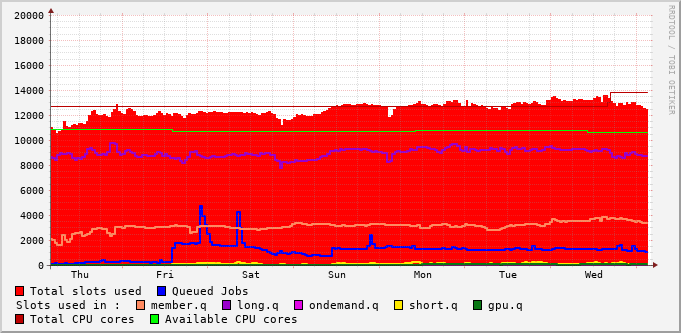 20000
18000
16000
14000
12000
10000
8000
6000
4000
2000
0
Thu Fri Sat Sun Mon Tue Wed
RRDTOOL / TOBI OETIKER
Total slots used Queued Jobs
Slots used in : member.q long.q ondemand.q short.q gpu.q
Total CPU cores Available CPU cores